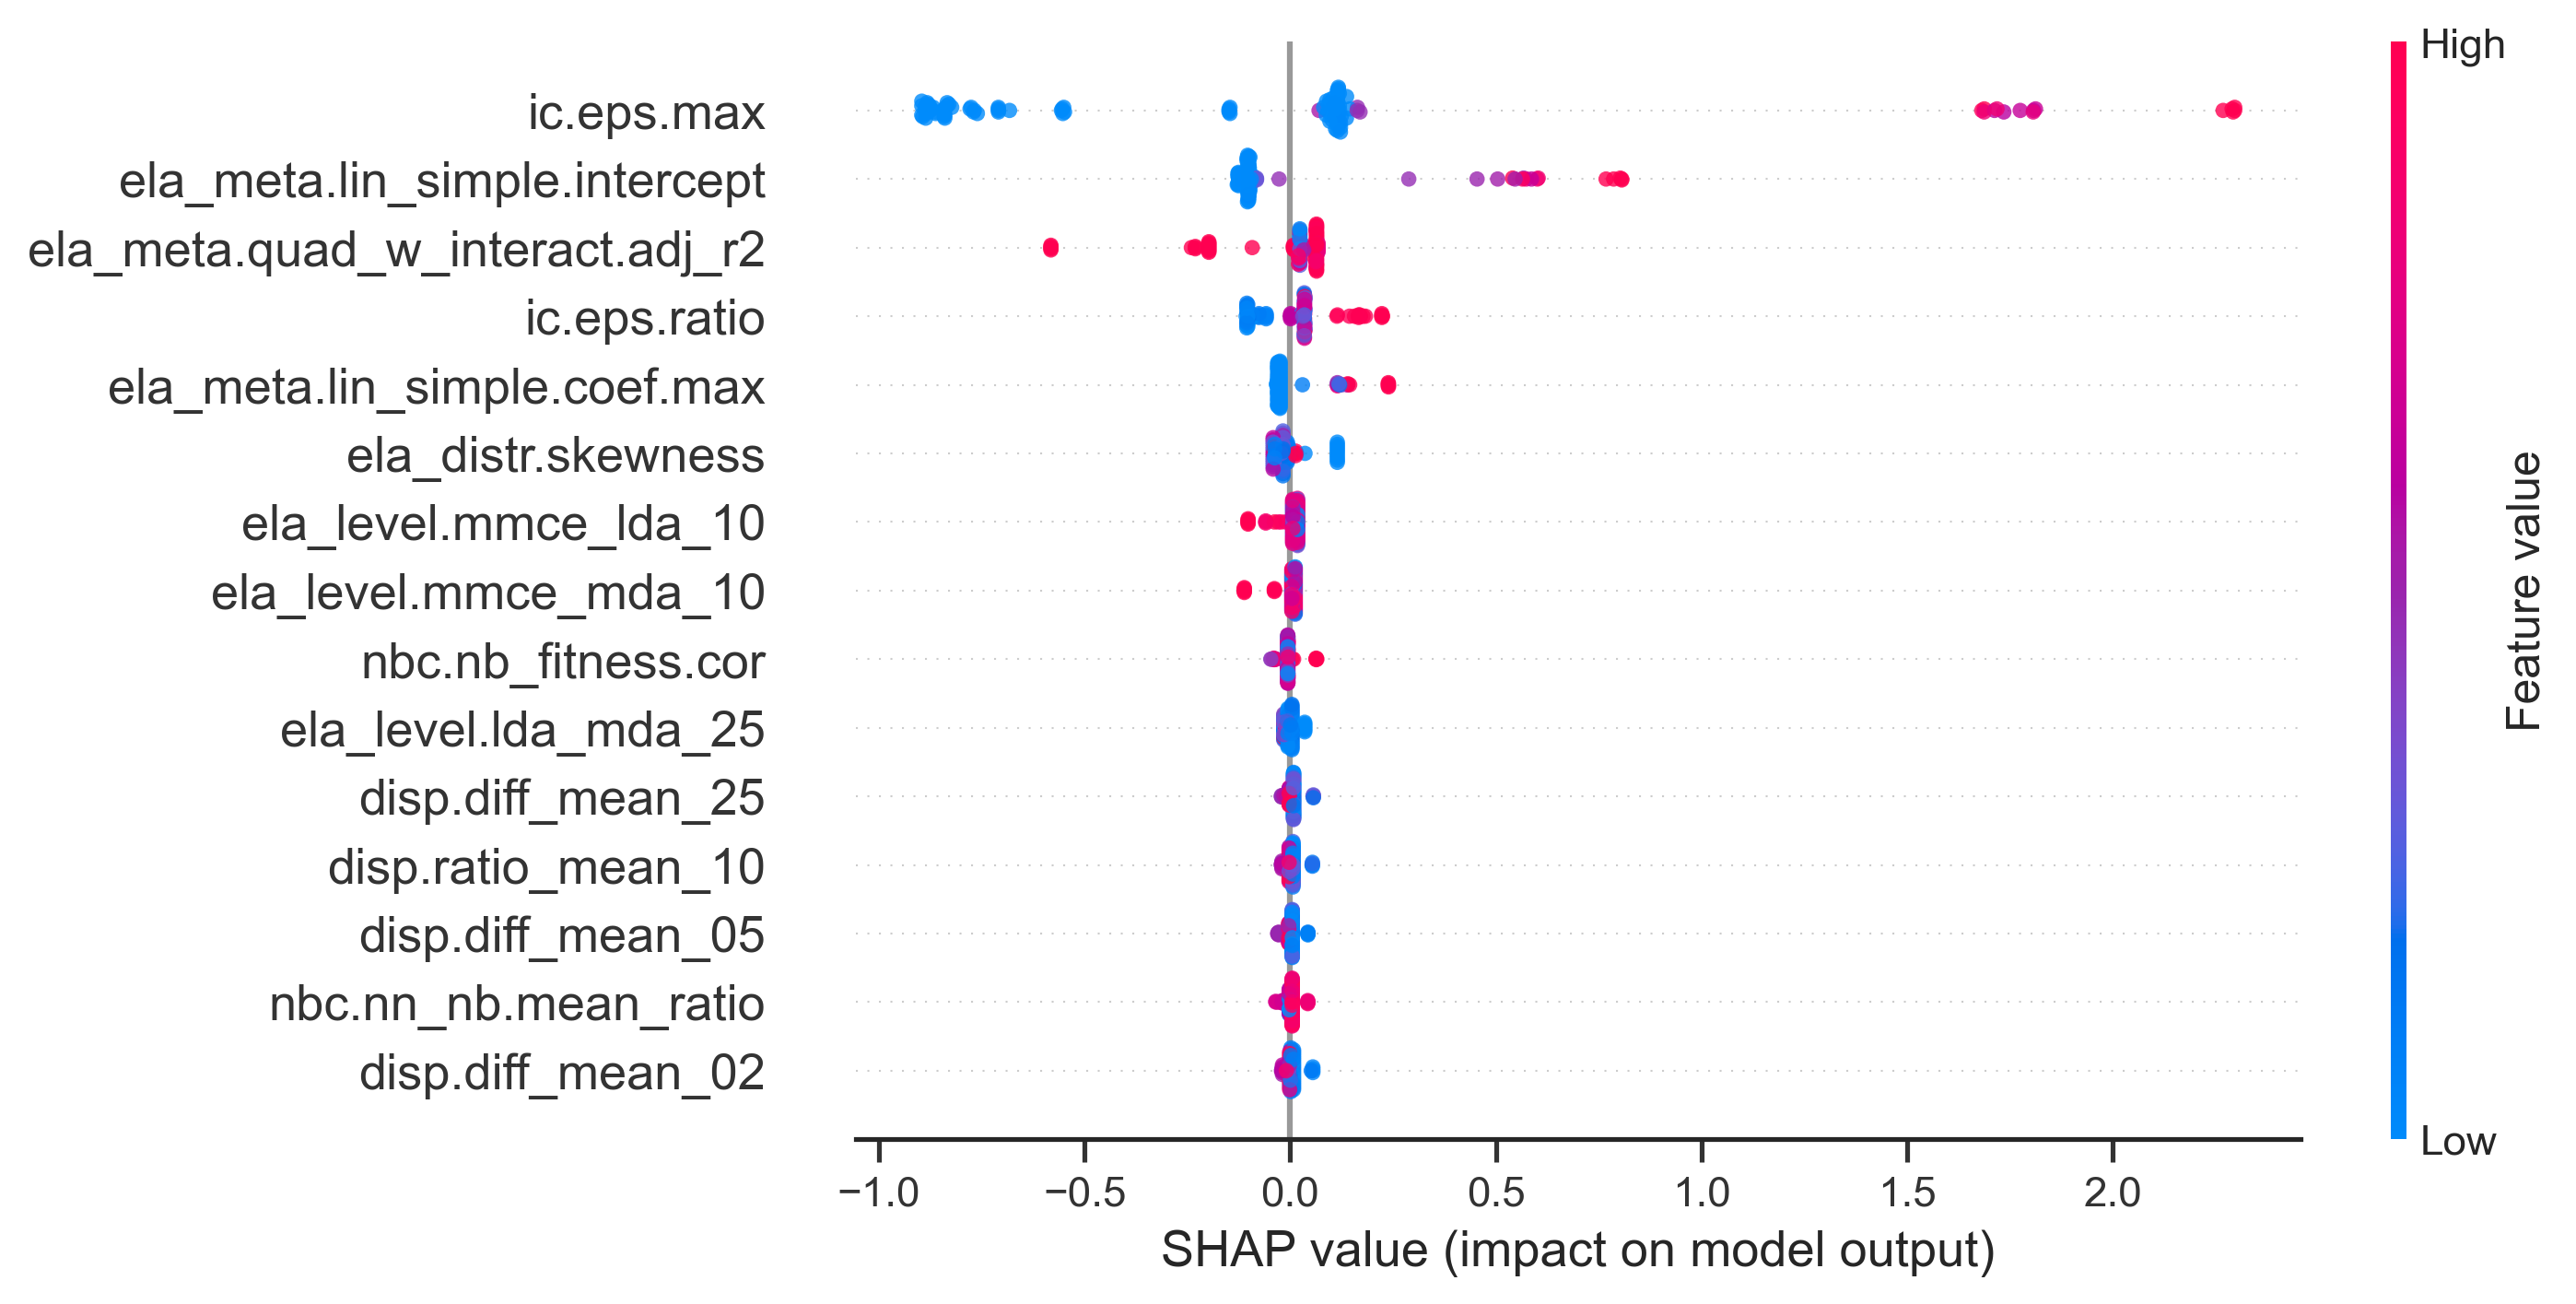 High
ic.eps.max
ela_meta.lin_simple.intercept
ela_meta.quad_w_interact.adj_r2
ic.eps.ratio
ela_meta.lin_simple.coef.max
ela_distr.skewness
ela_level.mmce_lda_10
ela_level.mmce_mda_10
nbc.nb_fitness.cor
ela_level.lda_mda_25
disp.diff_mean_25
disp.ratio_mean_10
disp.diff_mean_05
nbc.nn_nb.mean_ratio
disp.diff_mean_02
Feature value
Low
−1.0 −0.5 0.0 0.5 1.0 1.5 2.0
SHAP value (impact on model output)